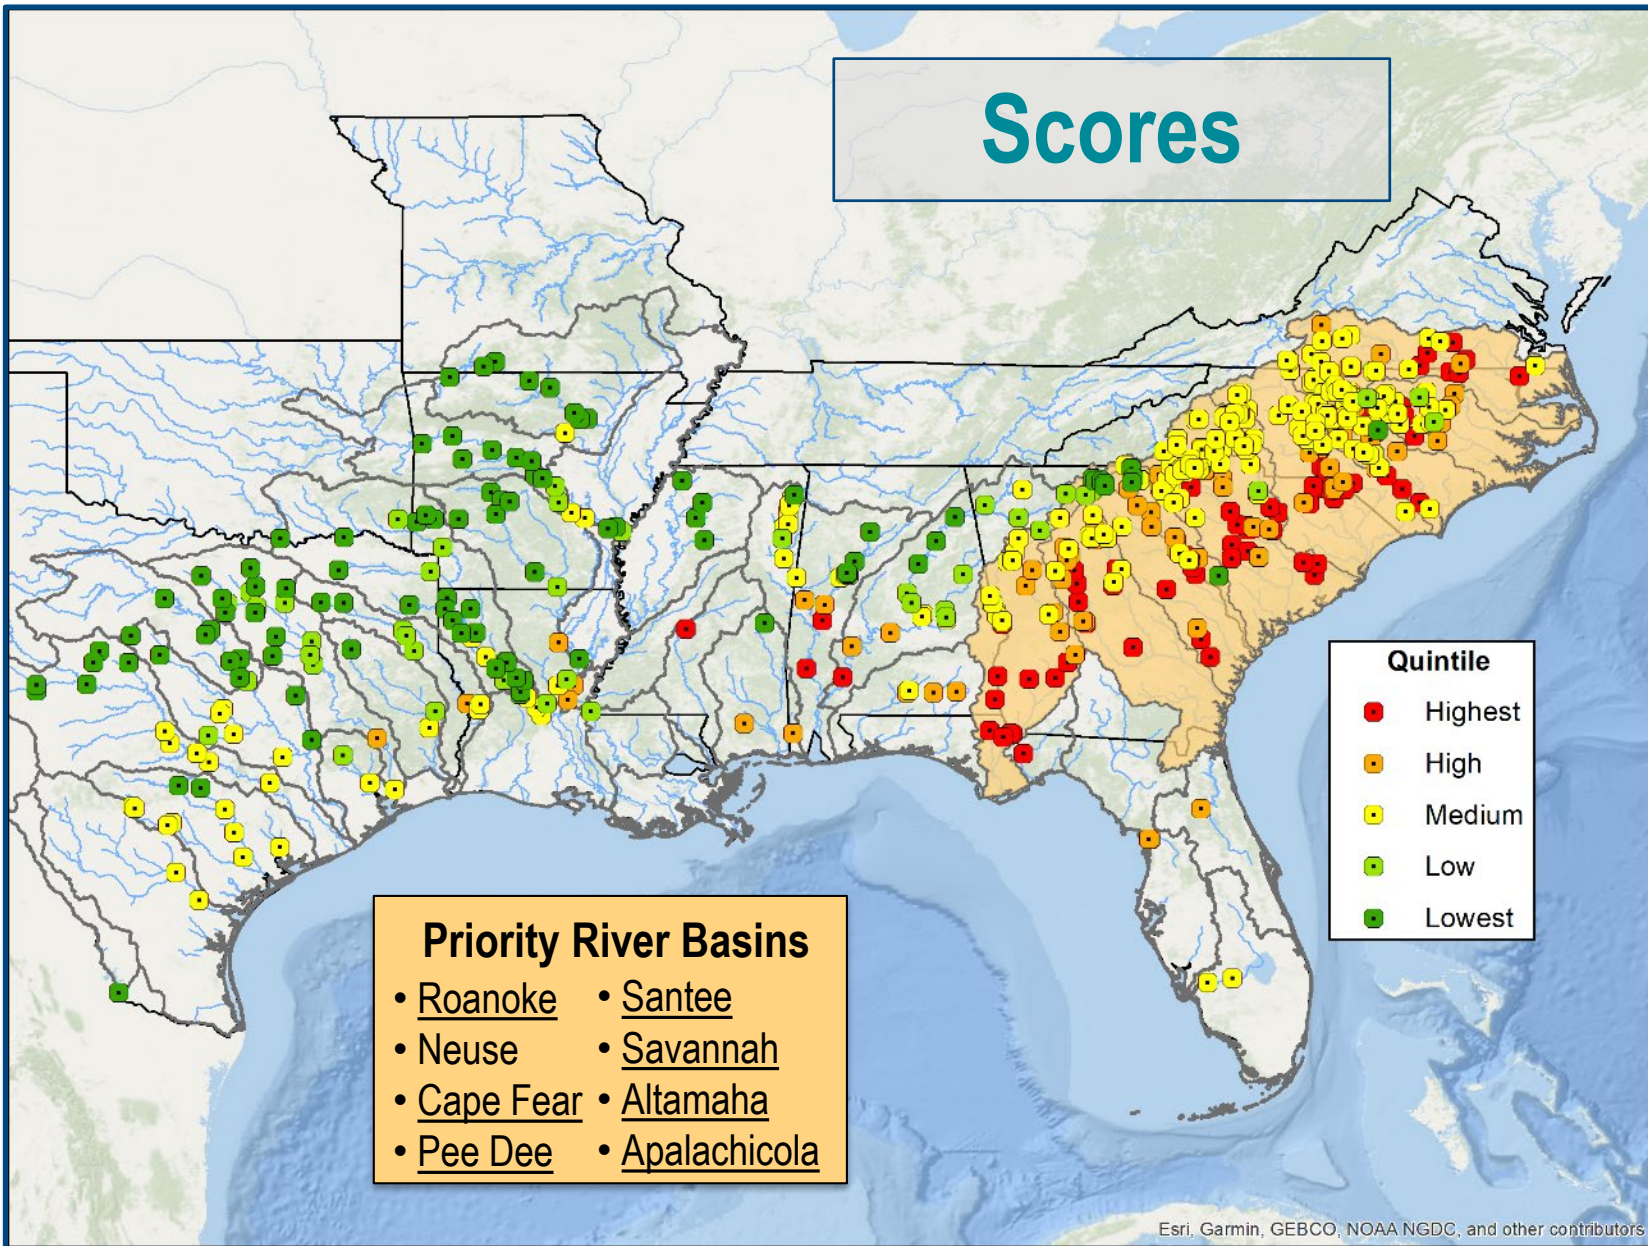 Scores
Quintile
Highest
High
Medium
Low
Lowest
Priority River Basins
• Roanoke
• Neuse
• Cape Fear
• Pee Dee
• Santee
• Savannah
• Altamaha
• Apalachicola
Esri, Garmin, GEBCO, NOAA NGDC, and other contributors